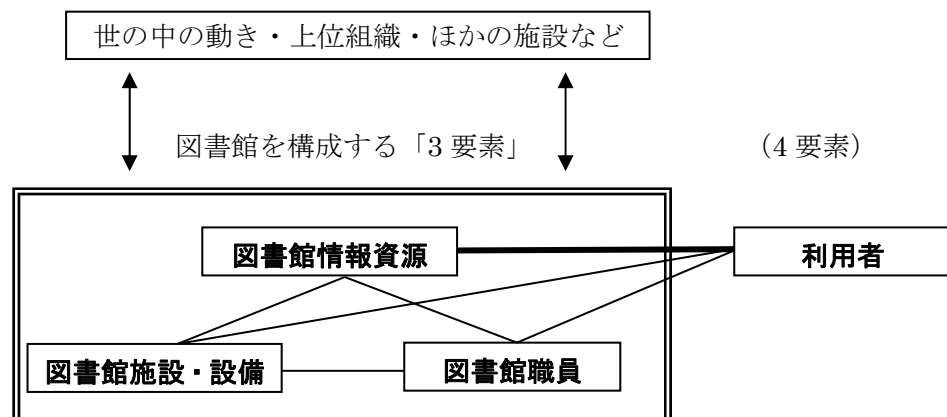 世の中の動き・上位組織・ほかの施設など
図書館を構成する「3 要素」 （4 要素）
図書館情報資源 利用者
図書館施設・設備 図書館職員